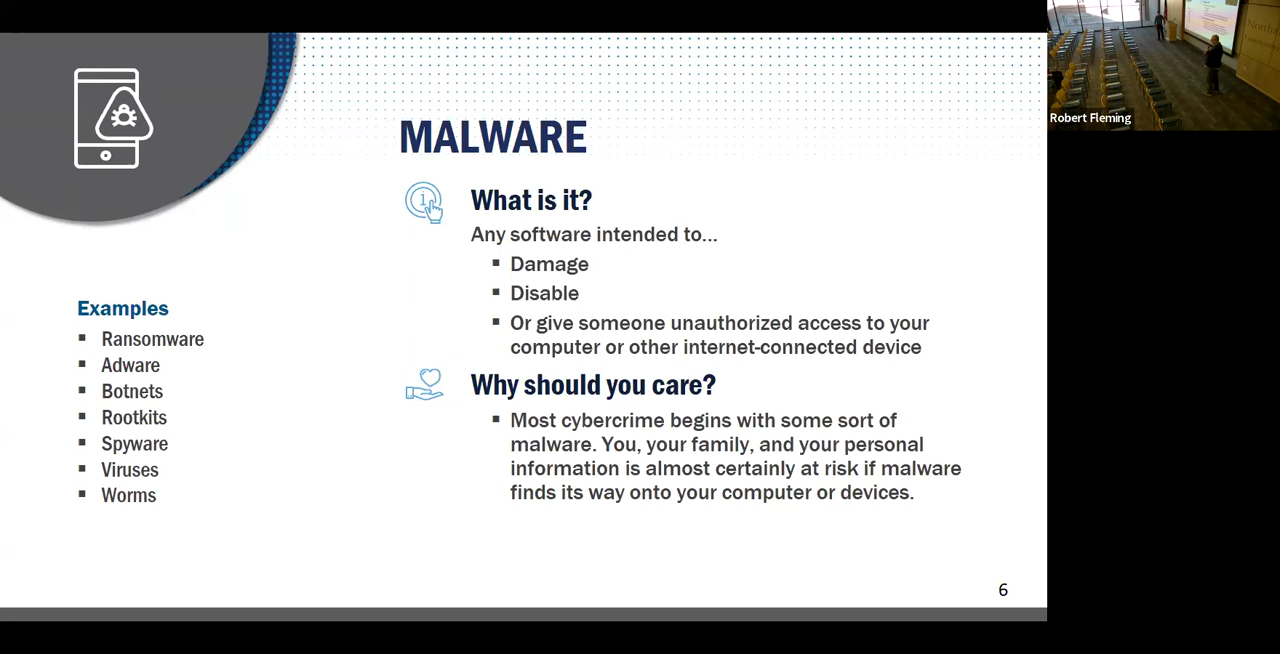 MALWARE
What is it?
Any software intended to...
▪ Damage
▪ Disable
▪ Or give someone unauthorized access to your
computer or other internet-connected device
Why should you care?
▪ Most cybercrime begins with some sort of
malware. You, your family, and your personal
information is almost certainly at risk if malware
finds its way onto your computer or devices.
Examples
▪ Ransomware
▪ Adware
▪ Botnets
▪ Rootkits
▪ Spyware
▪ Viruses
▪ Worms
6
Robert Fleming